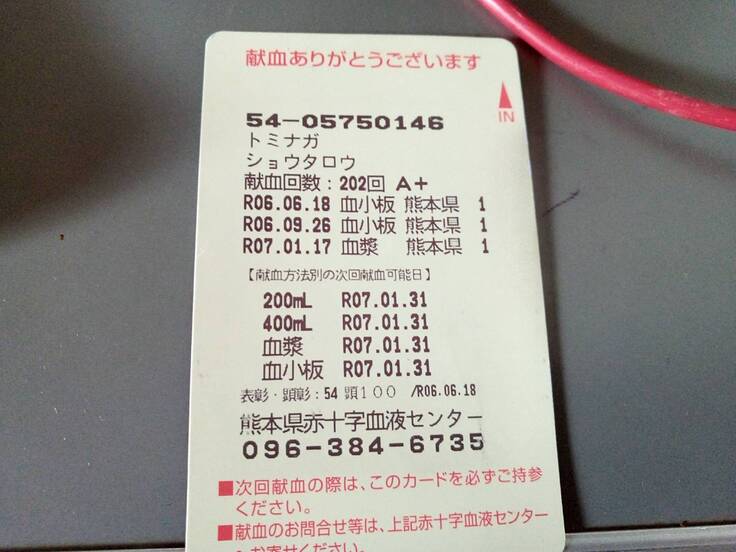 献血ありがとうございます
IN
54-05750146
トミナガ
ショウタロウ
献血回数：202回 A+
R06.06.18 血小板 熊本県 1
R06.09.26 血小板 熊本県 1
R07.01.17 血漿 熊本県 1
【献血方法別の次回献血可能日】
200mL R07.01.31
400mL R07.01.31
血漿 R07.01.31
血小板 R07.01.31
表彰・顕彰：54 顕100 /R06.06.18
熊本県赤十字血液センター
096-384-6735
■次回献血の際は、このカードを必ずご持参
ください。
■献血のお問合せ等は、上記赤十字血液センター
へお寄せください。